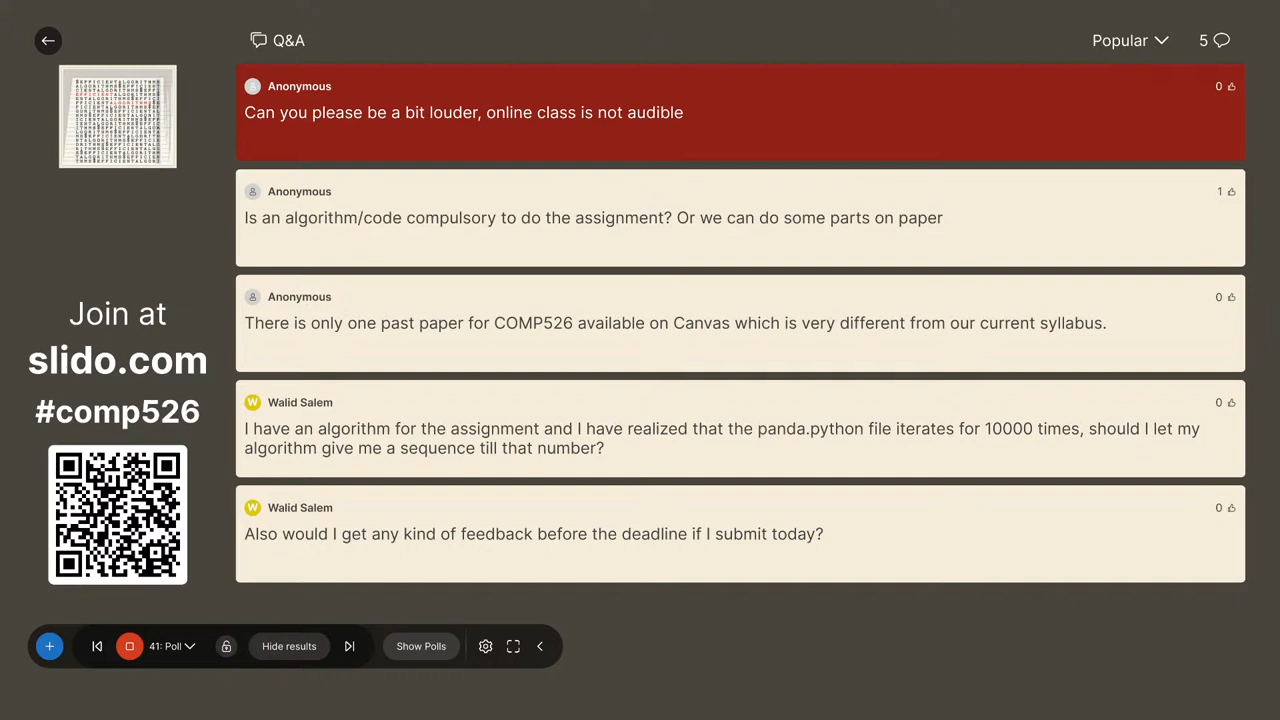 Q&A
Popular
5
Anonymous
0
Can you please be a bit louder, online class is not audible
Anonymous
1
Is an algorithm/code compulsory to do the assignment? Or we can do some parts on paper
Anonymous
0
There is only one past paper for COMP526 available on Canvas which is very different from our current syllabus.
Walid Salem
0
I have an algorithm for the assignment and I have realized that the panda.python file iterates for 10000 times, should I let my
algorithm give me a sequence till that number?
Walid Salem
0
Also would I get any kind of feedback before the deadline if I submit today?
Join at
slido.com
#comp526
41: Poll
Hide results
Show Polls